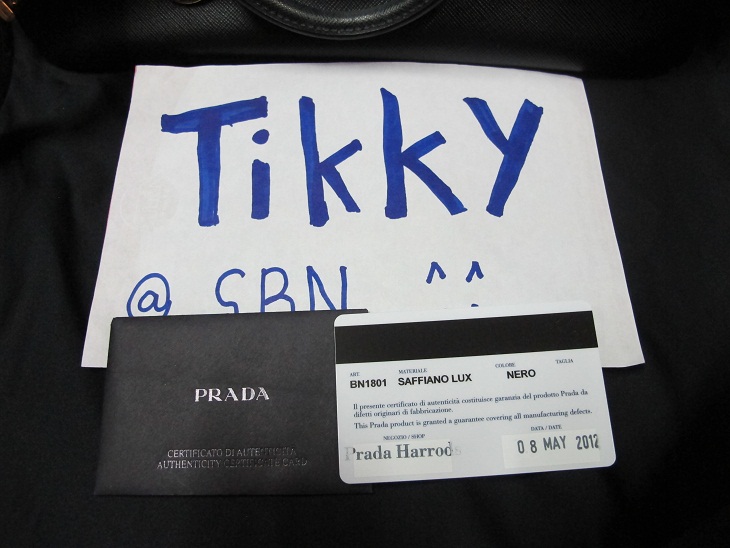 Tikky
@ SBN ^ ^
PRADA
CERTIFICATO DI AUTENTICITÀ
AUTHENTICITY CERTIFICATE CARD
ART. MATERIALE COLORE TAGLIA
BN1801 SAFFIANO LUX NERO
Il presente certificato di autenticità costituisce garanzia del prodotto Prada da
difetti originari di fabbricazione.
This Prada product is granted a guarantee covering all manufacturing defects.
NEGOZIO / SHOP DATA / DATE
Prada Harrods 08 MAY 2012